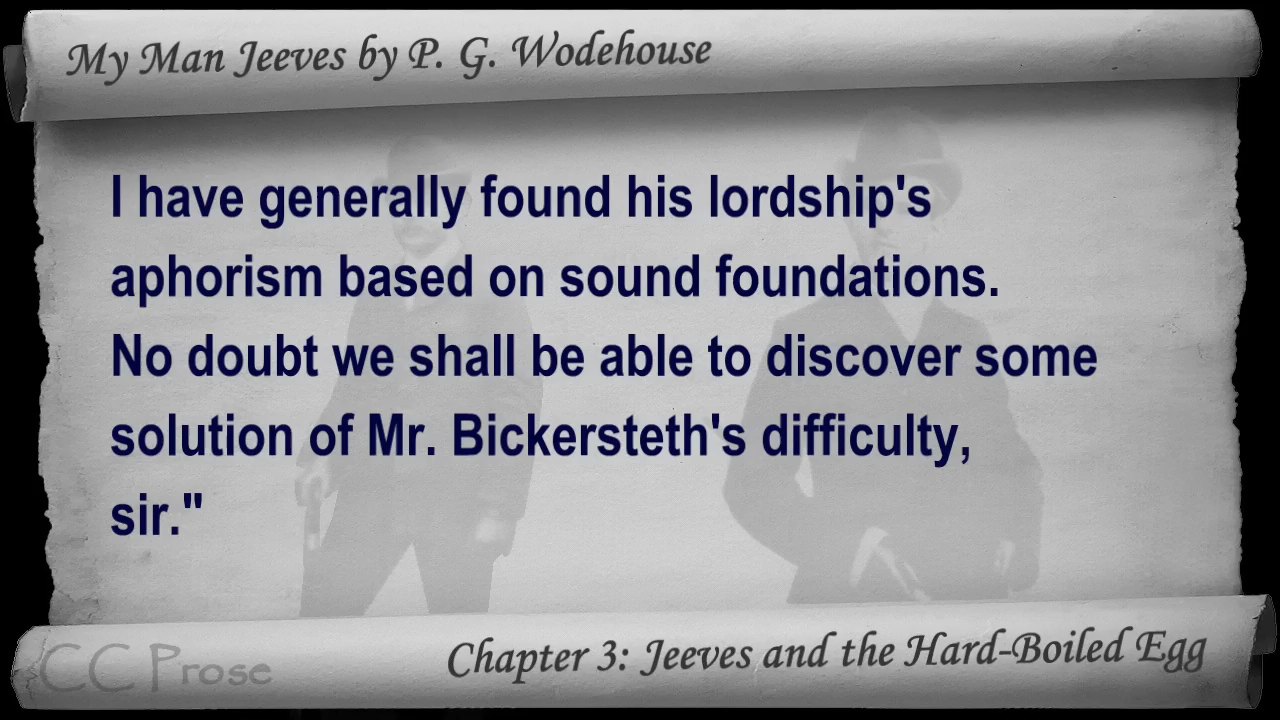 My Man Jeeves by P. G. Wodehouse
I have generally found his lordship's
aphorism based on sound foundations.
No doubt we shall be able to discover some
solution of Mr. Bickersteth's difficulty,
sir."
CC Prose
Chapter 3: Jeeves and the Hard-Boiled Egg